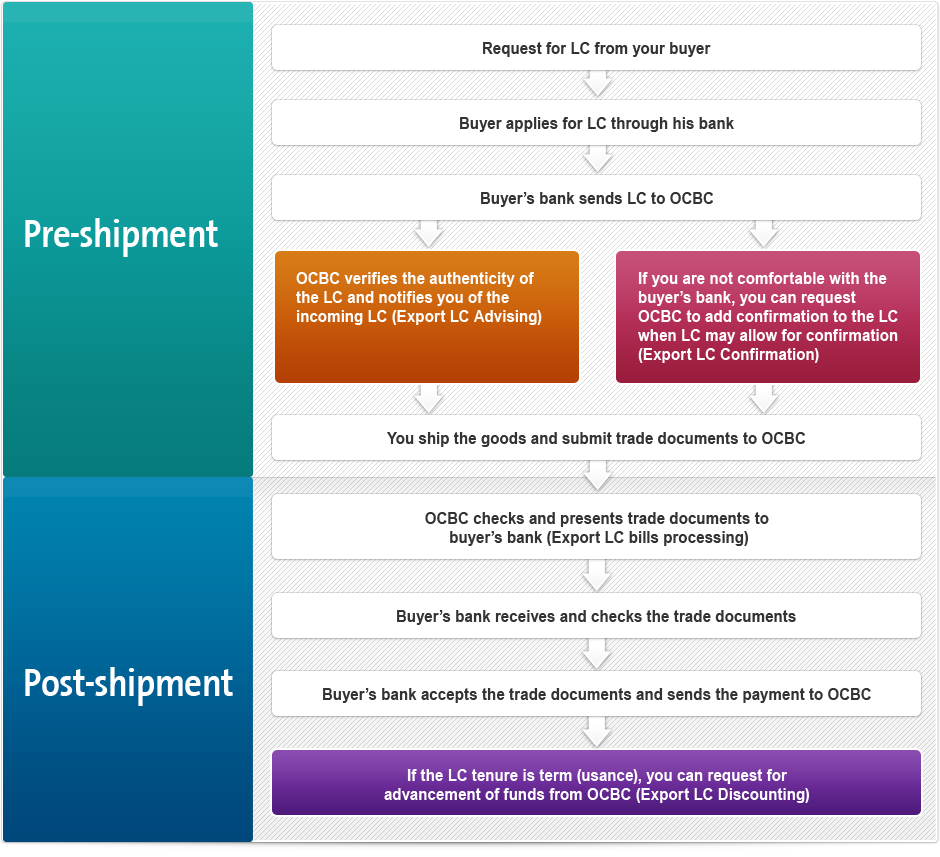 Pre-shipment
Request for LC from your buyer
Buyer applies for LC through his bank
Buyer’s bank sends LC to OCBC
OCBC verifies the authenticity of
the LC and notifies you of the
incoming LC (Export LC Advising)
If you are not comfortable with the
buyer’s bank, you can request
OCBC to add confirmation to the LC
when LC may allow for confirmation
(Export LC Confirmation)
You ship the goods and submit trade documents to OCBC
Post-shipment
OCBC checks and presents trade documents to
buyer’s bank (Export LC bills processing)
Buyer’s bank receives and checks the trade documents
Buyer’s bank accepts the trade documents and sends the payment to OCBC
If the LC tenure is term (usance), you can request for
advancement of funds from OCBC (Export LC Discounting)